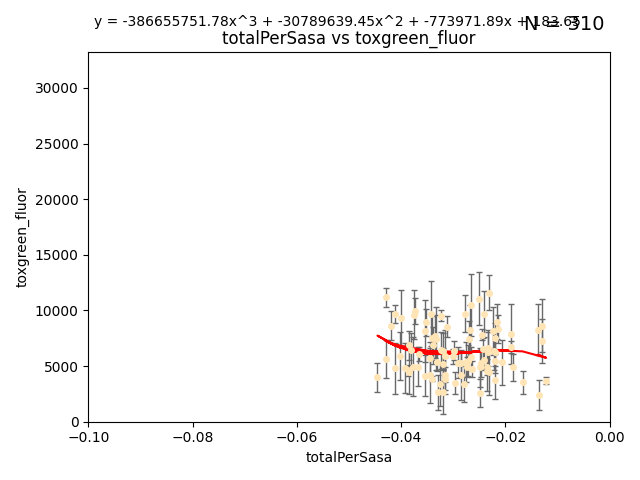 y = -386655751.78x^3 + -30789639.45x^2 + -773971.89x + 183.65
N = 310
totalPerSasa vs toxgreen_fluor
30000
25000
20000
15000
10000
5000
0
toxgreen_fluor
−0.10 −0.08 −0.06 −0.04 −0.02 0.00
totalPerSasa